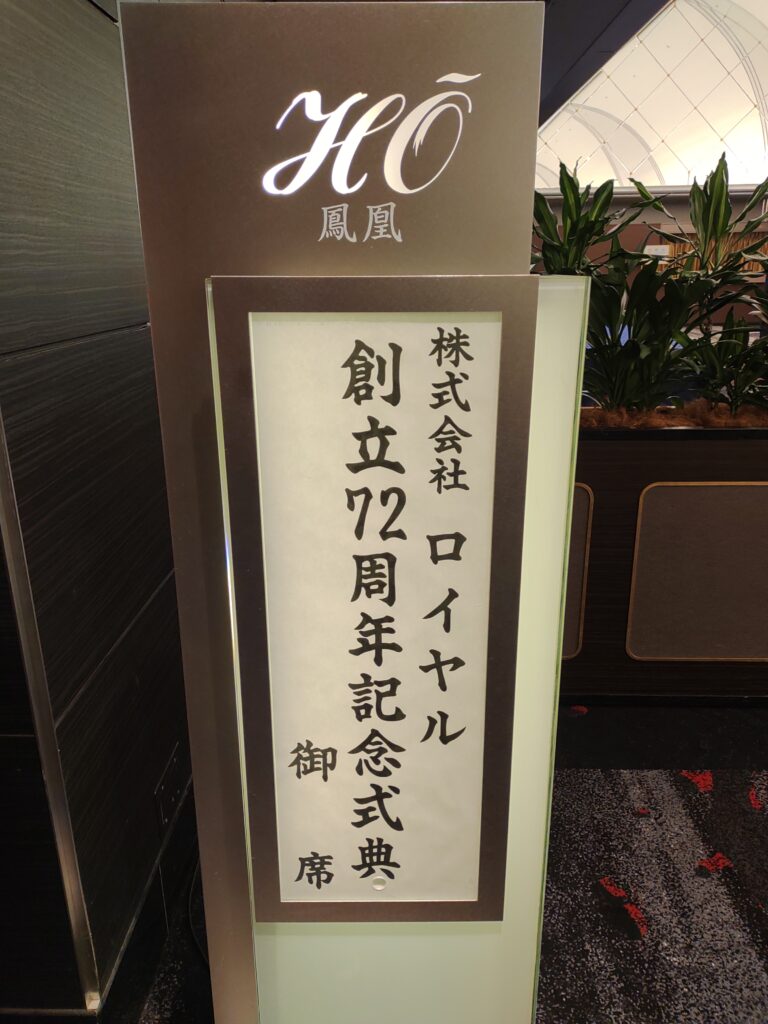 HŌ
鳳凰
株式会社 ロイヤル
創立72周年記念式典
御席